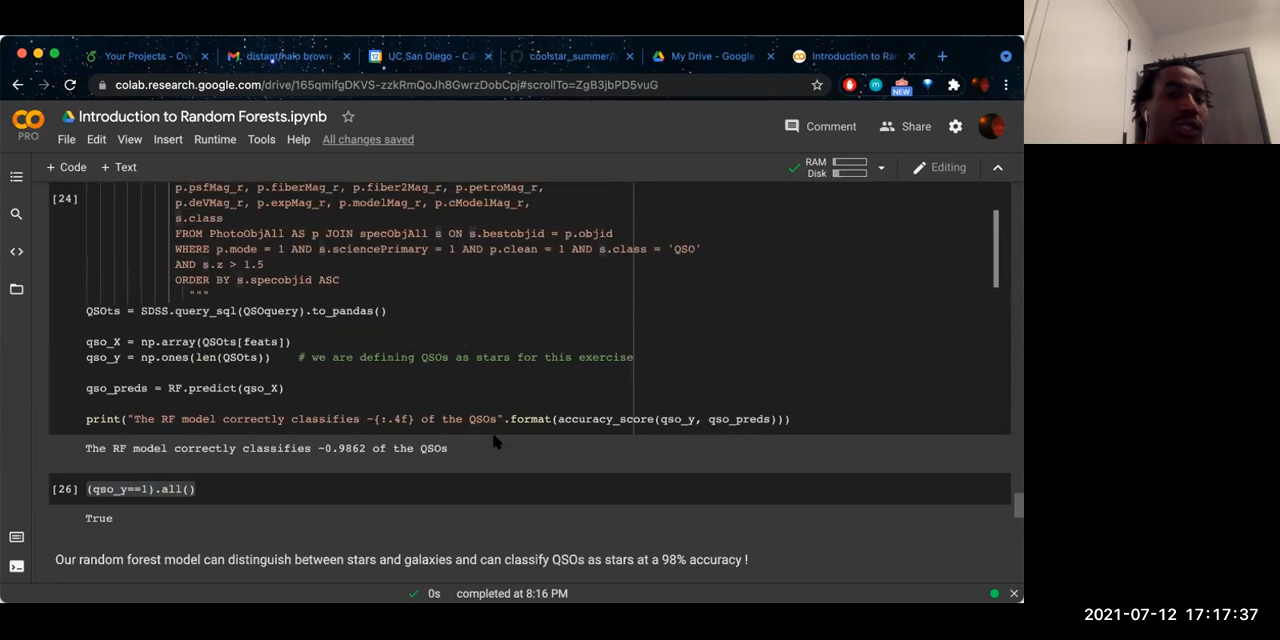 Your Projects - Ove
distantmalo brown
UC San Diego - Ca
coolstar_summer/l
My Drive - Google
Introduction to Ran
colab.research.google.com/drive/165qmifgDKVS-zzkRmQoJh8GwrzDobCpj#scrollTo=ZgB3jbPD5vuG
NEW
PRO
Introduction to Random Forests.ipynb
File Edit View Insert Runtime Tools Help All changes saved
Comment Share
+ Code + Text
RAM
Disk
Editing
p.psfMag_r, p.fiberMag_r, p.fiber2Mag_r, p.petroMag_r,
[24]
p.deVMag_r, p.expMag_r, p.modelMag_r, p.cModelMag_r,
s.class
FROM PhotoObjAll AS p JOIN specObjAll s ON s.bestobjid = p.objid
WHERE p.mode = 1 AND s.sciencePrimary = 1 AND p.clean = 1 AND s.class = 'QSO'
AND s.z > 1.5
ORDER BY s.specobjid ASC
"""
QSOts = SDSS.query_sql(QSOquery).to_pandas()
qso_X = np.array(QSOts[feats])
qso_y = np.ones(len(QSOts)) # we are defining QSOs as stars for this exercise
qso_preds = RF.predict(qso_X)
print("The RF model correctly classifies ~{:.4f} of the QSOs".format(accuracy_score(qso_y, qso_preds)))
The RF model correctly classifies ~0.9862 of the QSOs
[26] (qso_y==1).all()
True
Our random forest model can distinguish between stars and galaxies and can classify QSOs as stars at a 98% accuracy !
0s completed at 8:16 PM
2021-07-12 17:17:37